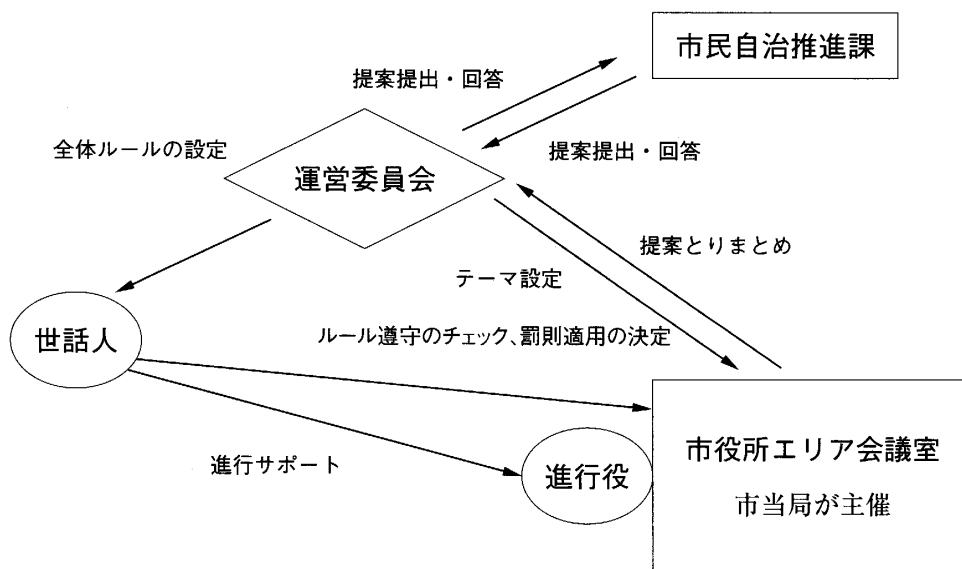 市民自治推進課
提案提出・回答
全体ルールの設定
提案提出・回答
運営委員会
提案とりまとめ
テーマ設定
ルール遵守のチェック、罰則適用の決定
世話人
市役所エリア会議室
進行サポート
進行役
市当局が主催